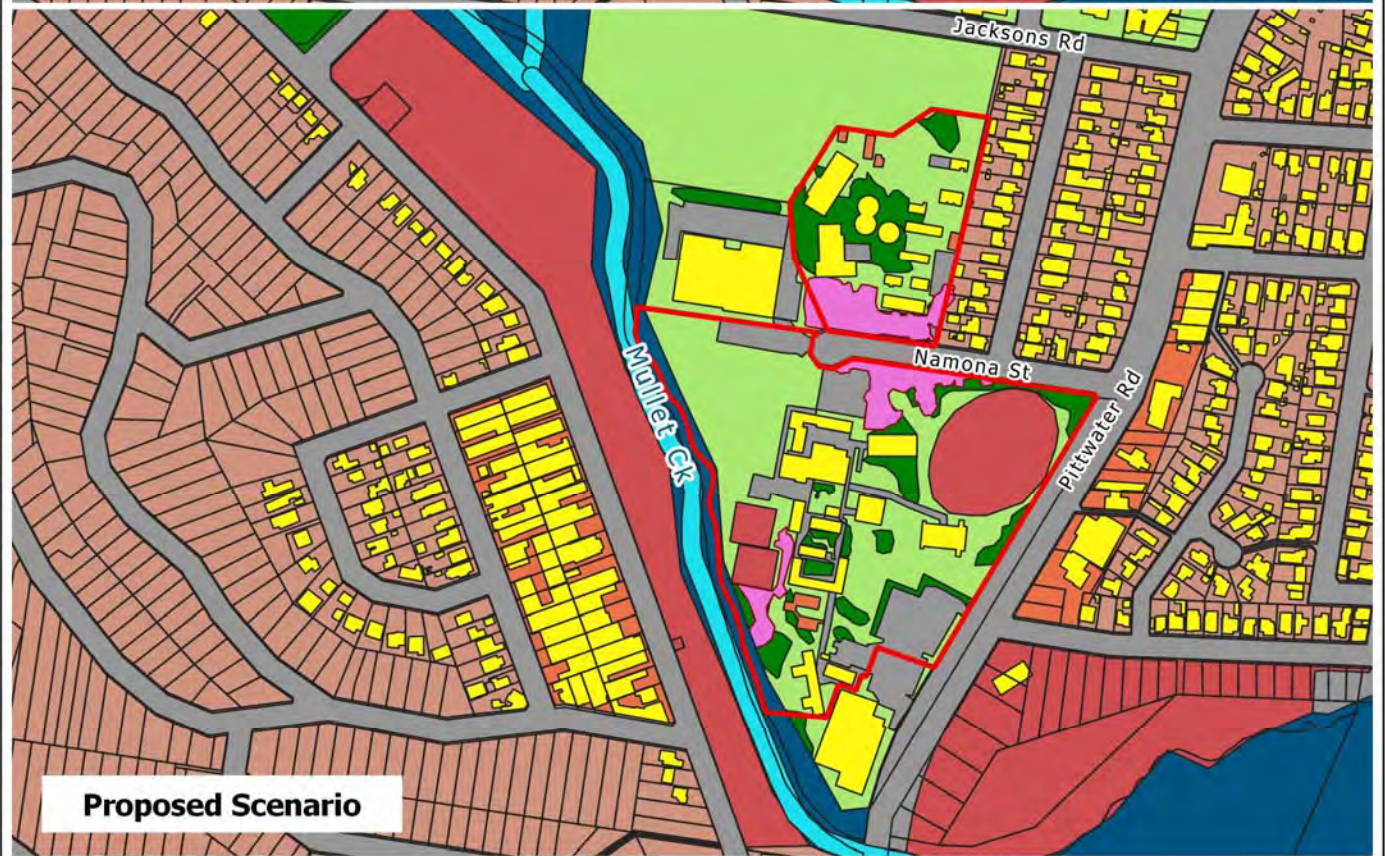 Jacksons Rd
Namona St
Mullet Ck
Pittwater Rd
Proposed Scenario